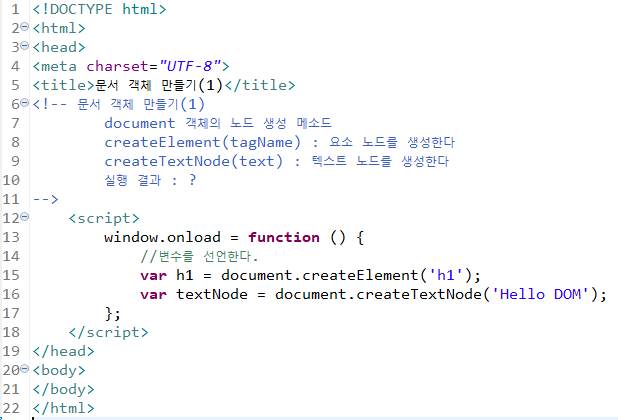 1 <!DOCTYPE html>
2 <html>
3 <head>
4 <meta charset="UTF-8">
5 <title>문서 객체 만들기(1)</title>
6 <!-- 문서 객체 만들기(1)
7         document 객체의 노드 생성 메소드
8         createElement(tagName) : 요소 노드를 생성한다
9         createTextNode(text) : 텍스트 노드를 생성한다
10         실행 결과 : ?
11 -->
12     <script>
13         window.onload = function () {
14             //변수를 선언한다.
15             var h1 = document.createElement('h1');
16             var textNode = document.createTextNode('Hello DOM');
17         };
18     </script>
19 </head>
20 <body>
21 </body>
22 </html>